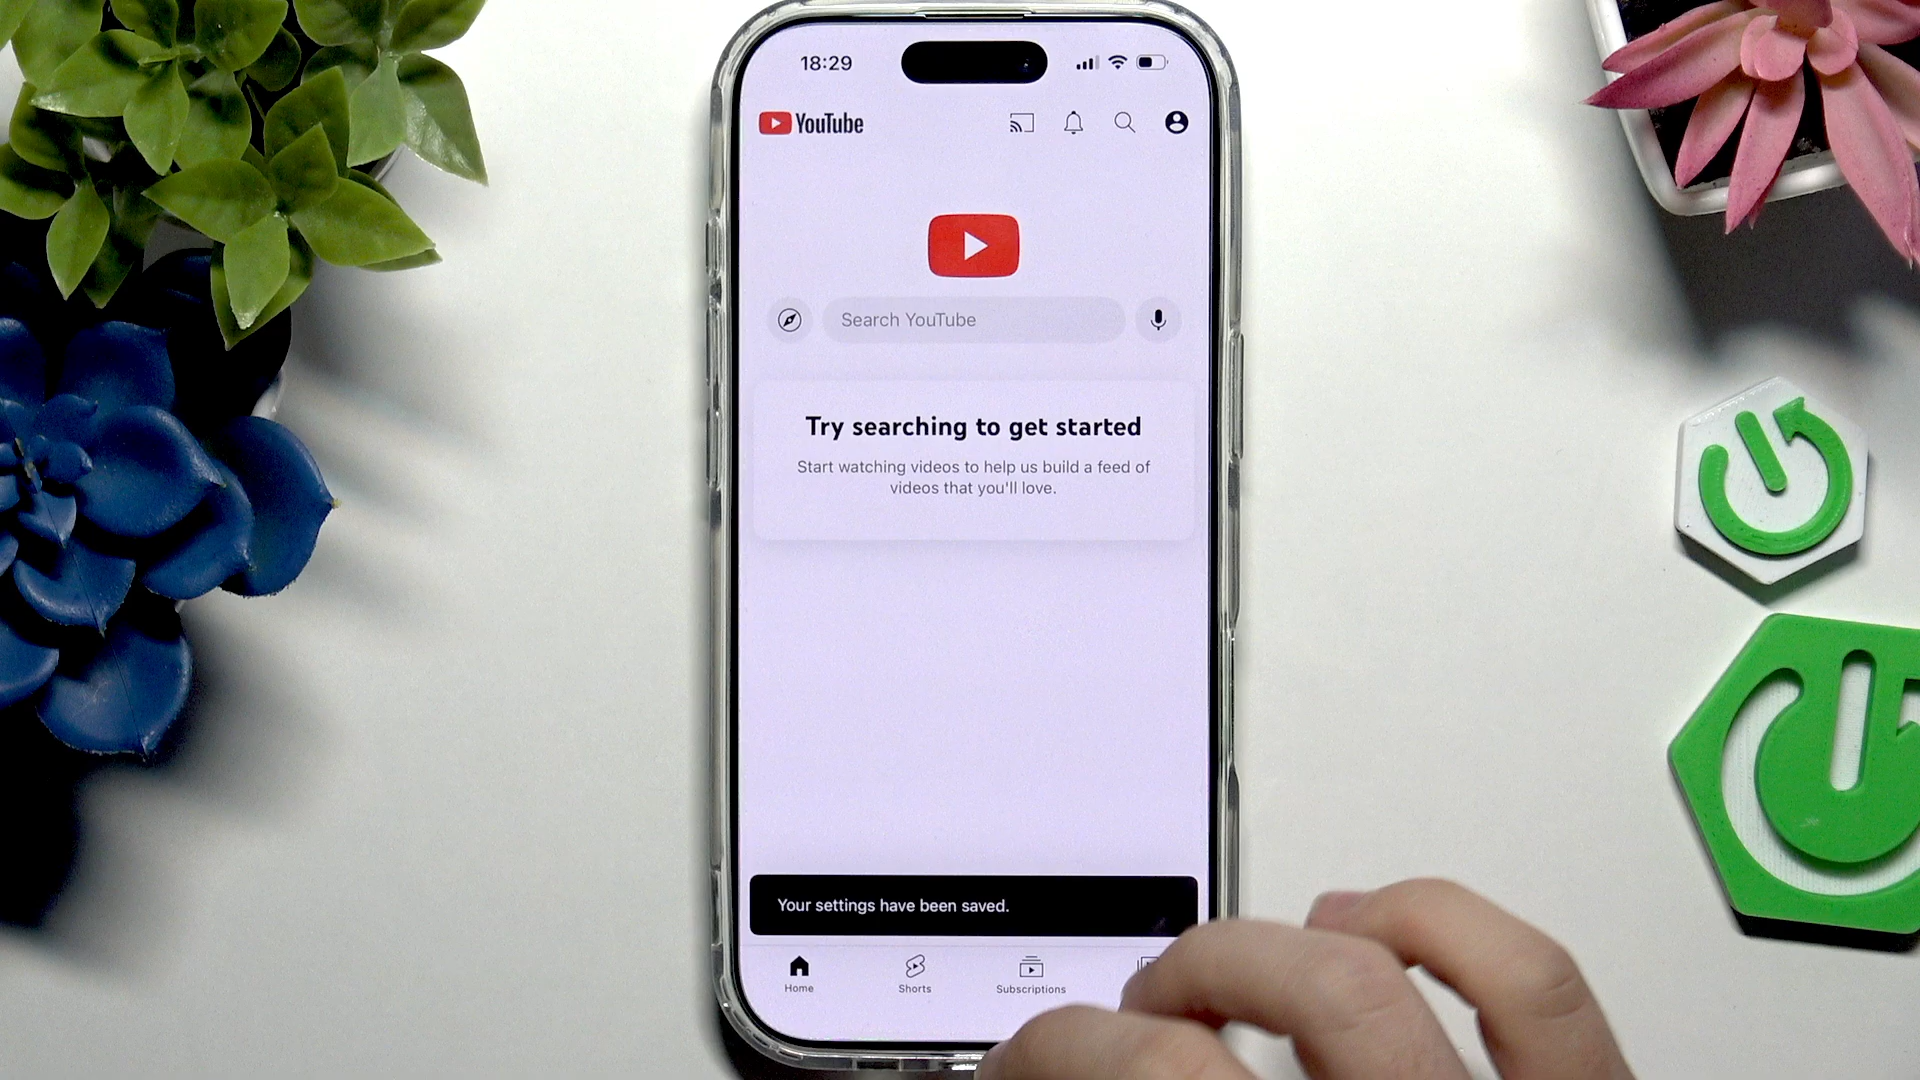 18:29
YouTube
Search YouTube
Try searching to get started
Start watching videos to help us build a feed of
videos that you'll love.
Your settings have been saved.
Home
Shorts
Subscriptions